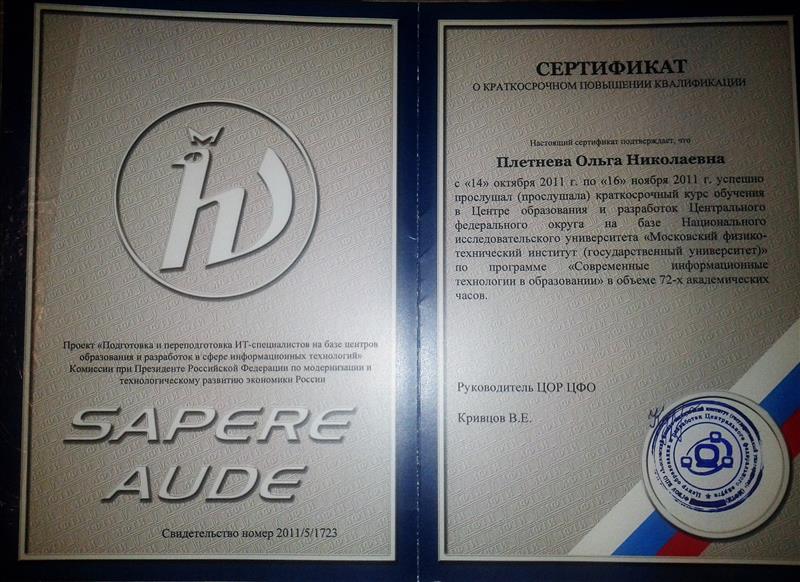 Проект «Подготовка и переподготовка ИТ-специалистов на базе центров
образования и разработок в сфере информационных технологий»
Комиссии при Президенте Российской Федерации по модернизации и
технологическому развитию экономики России
SAPERE
AUDE
Свидетельство номер 2011/5/1723
СЕРТИФИКАТ
О КРАТКОСРОЧНОМ ПОВЫШЕНИИ КВАЛИФИКАЦИИ
Настоящий сертификат подтверждает, что
Плетнева Ольга Николаевна
с «14» октября 2011 г. по «16» ноября 2011 г. успешно
прослушал (прослушала) краткосрочный курс обучения
в Центре образования и разработок Центрального
федерального округа на базе Национального
исследовательского университета «Московский физико-
технический институт (государственный университет)»
по программе «Современные информационные
технологии в образовании» в объеме 72-х академических
часов.
Руководитель ЦОР ЦФО
Кривцов В.Е.